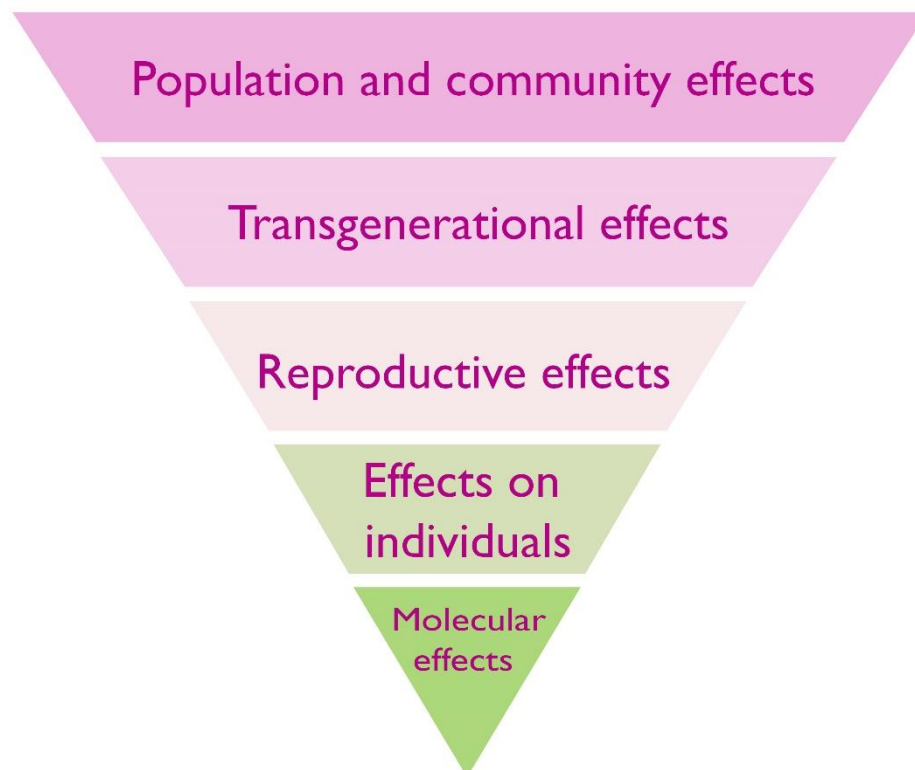 Population and community effects
Transgenerational effects
Reproductive effects
Effects on
individuals
Molecular
effects